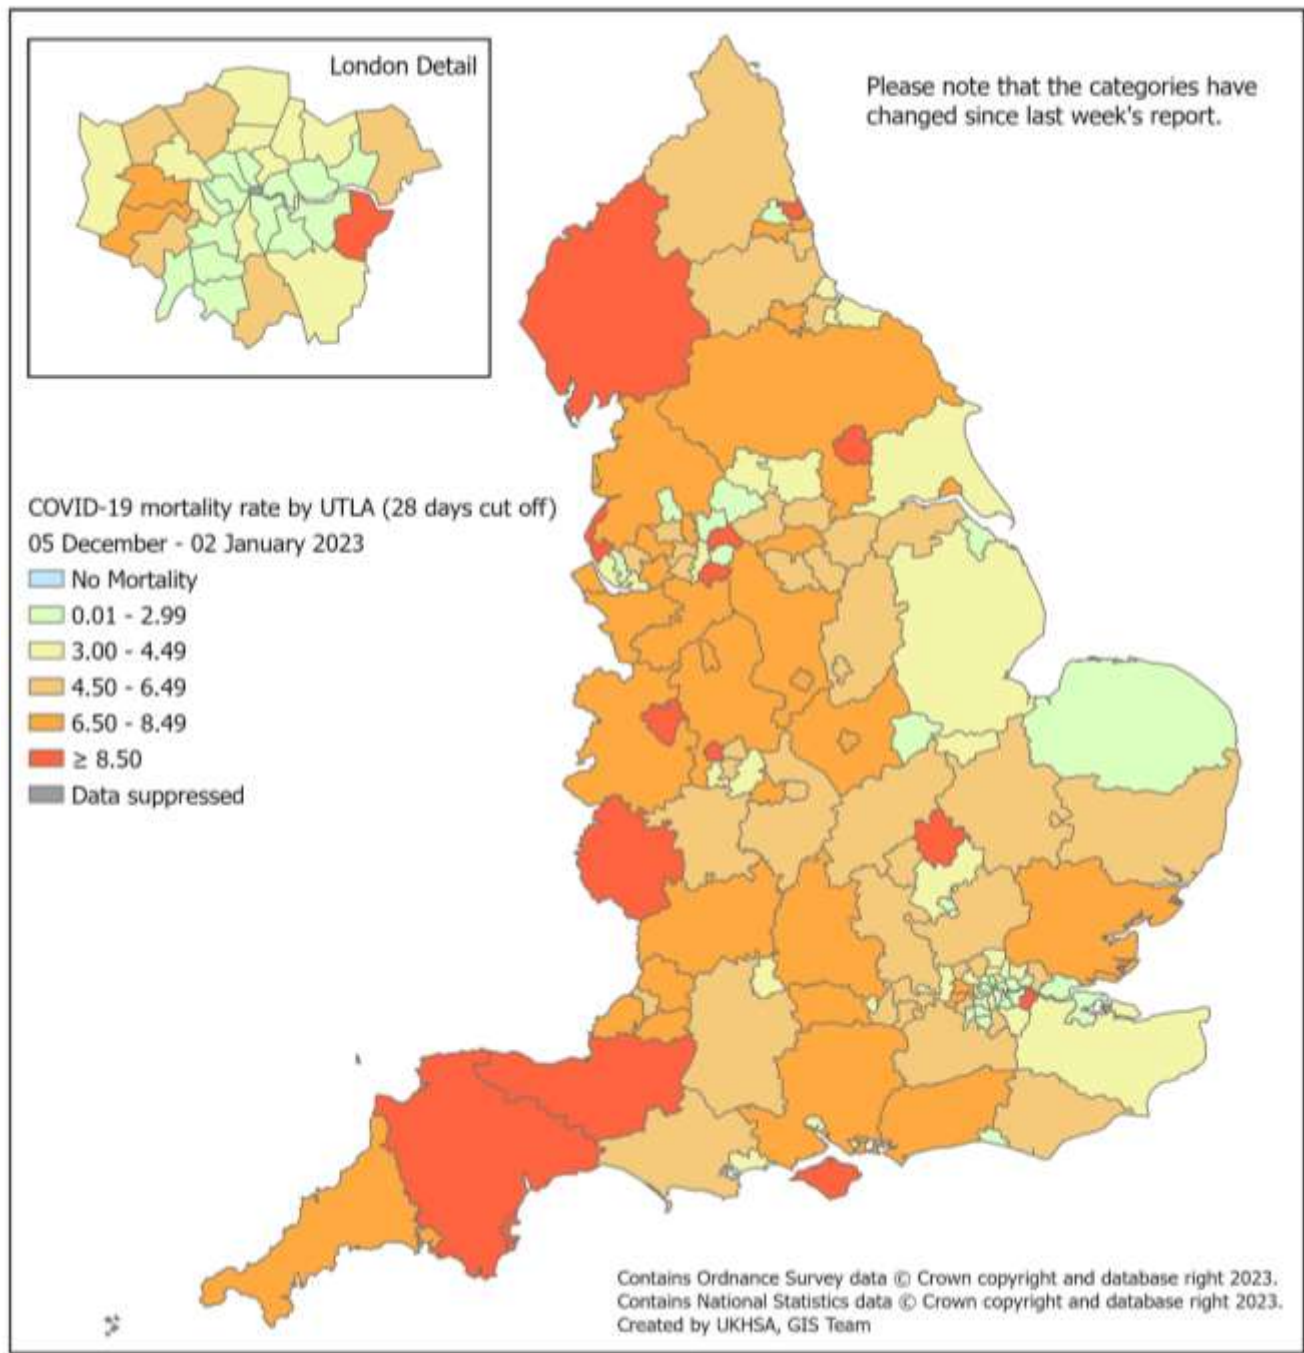 London Detail
Please note that the categories have
changed since last week's report.
COVID-19 mortality rate by UTLA (28 days cut off)
05 December - 02 January 2023
No Mortality
0.01 - 2.99
3.00 - 4.49
4.50 - 6.49
6.50 - 8.49
≥ 8.50
Data suppressed
Contains Ordnance Survey data © Crown copyright and database right 2023.
Contains National Statistics data © Crown copyright and database right 2023.
Created by UKHSA, GIS Team